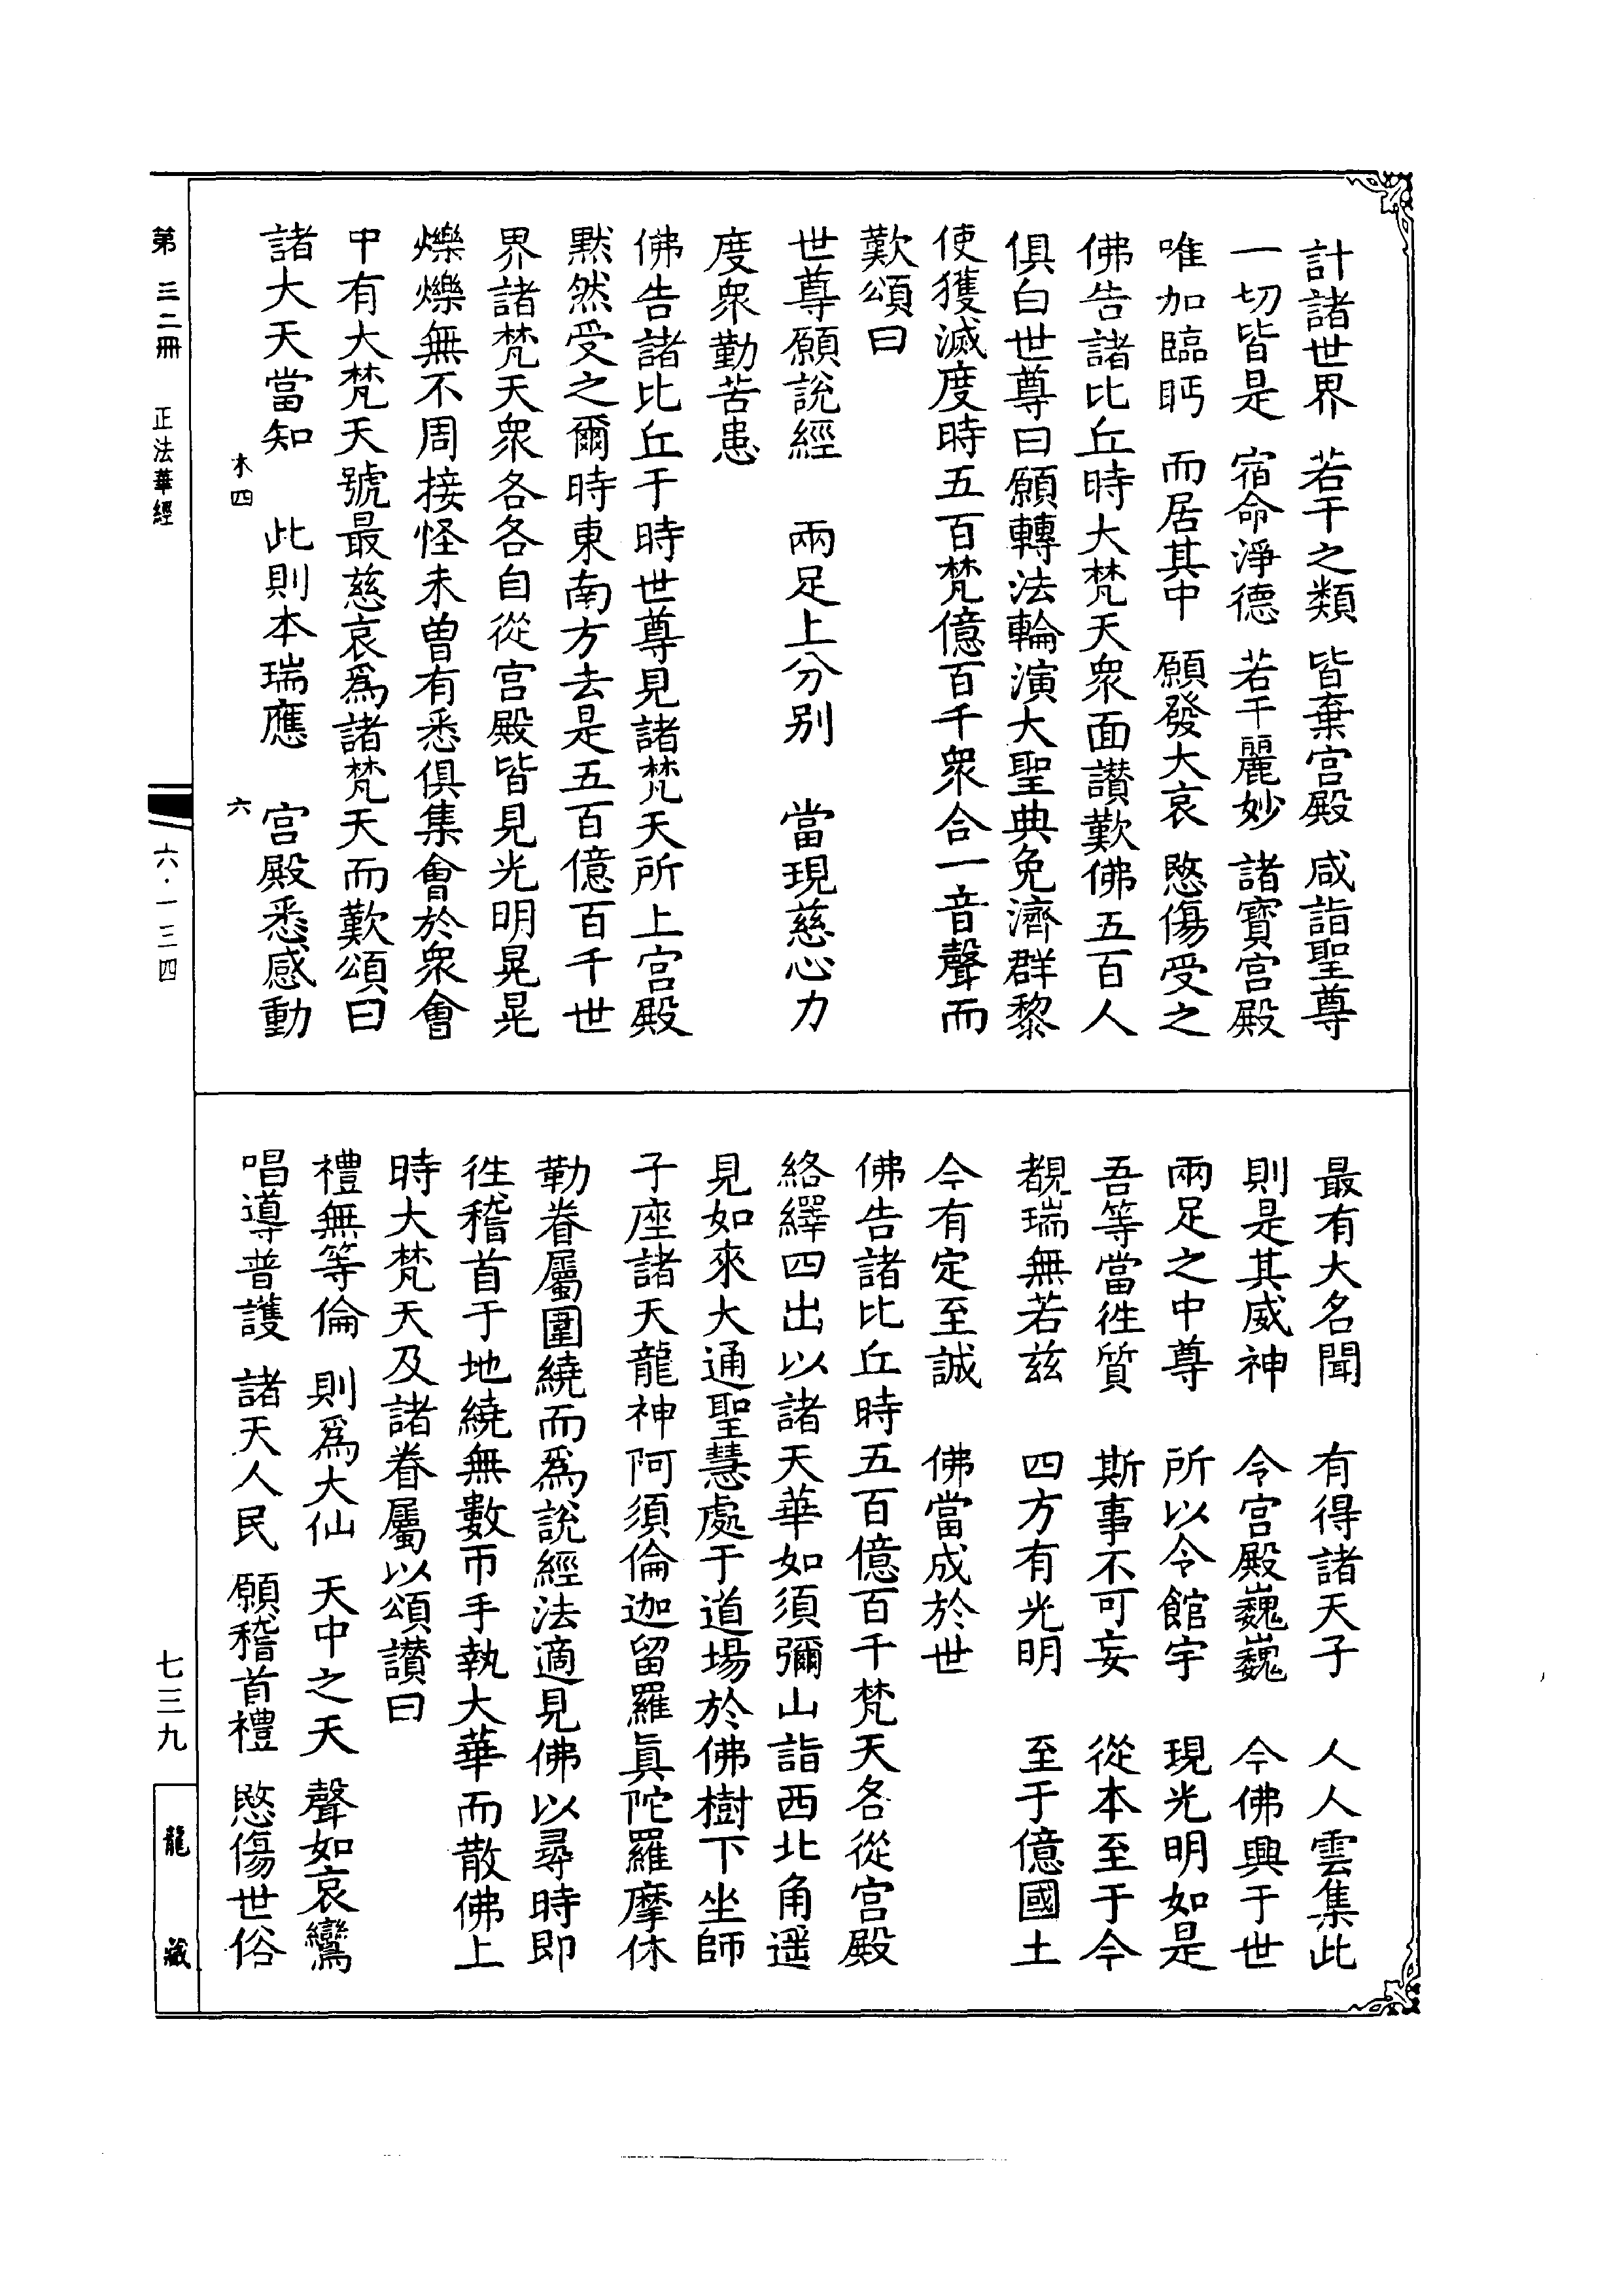 計諸世界　若干之類　皆棄宮殿　咸詣聖尊
一切皆是　宿命淨德　若干麗妙　諸寶宮殿
唯加臨眄　而居其中　願發大哀　愍傷受之
佛告諸比丘時大梵天衆面讃歎佛五百人
俱白世尊曰願轉法輪演大聖典免濟群黎
使獲滅度時五百梵億百千衆合一音聲而
歎頌曰
世尊願說經　兩足上分別　當現慈心力
度衆勤苦患
佛告諸比丘于時世尊見諸梵天所上宮殿
默然受之爾時東南方去是五百億百千世
界諸梵天衆各各自從宮殿皆見光明晃晃
爍爍無不周接怪未曾有悉俱集會於衆會
中有大梵天號最慈哀爲諸梵天而歎頌曰
諸大天當知　此則本瑞應　宮殿悉感動
木四　六
最有大名聞　有得諸天子　人人雲集此
則是其威神　令宮殿巍巍　今佛興于世
兩足之中尊　所以令館宇　現光明如是
吾等當徃質　斯事不可妄　從本至于今
覩瑞無若兹　四方有光明　至于億國土
今有定至誠　佛當成於世
佛告諸比丘時五百億百千梵天各從宮殿
絡繹四出以諸天華如須彌山詣西北角遥
見如來大通聖慧處于道場於佛樹下坐師
子座諸天龍神阿須倫迦留羅眞陀羅摩休
勒眷屬圍繞而爲說經法適見佛以尋時即
徃稽首于地繞無數帀手執大華而散佛上
時大梵天及諸眷屬以頌讃曰
禮無等倫　則爲大仙　天中之天　聲如哀鸞
唱導普護　諸天人民　願稽首禮　愍傷世俗
第三二冊　正法華經　六·一三四　七三九　龍藏